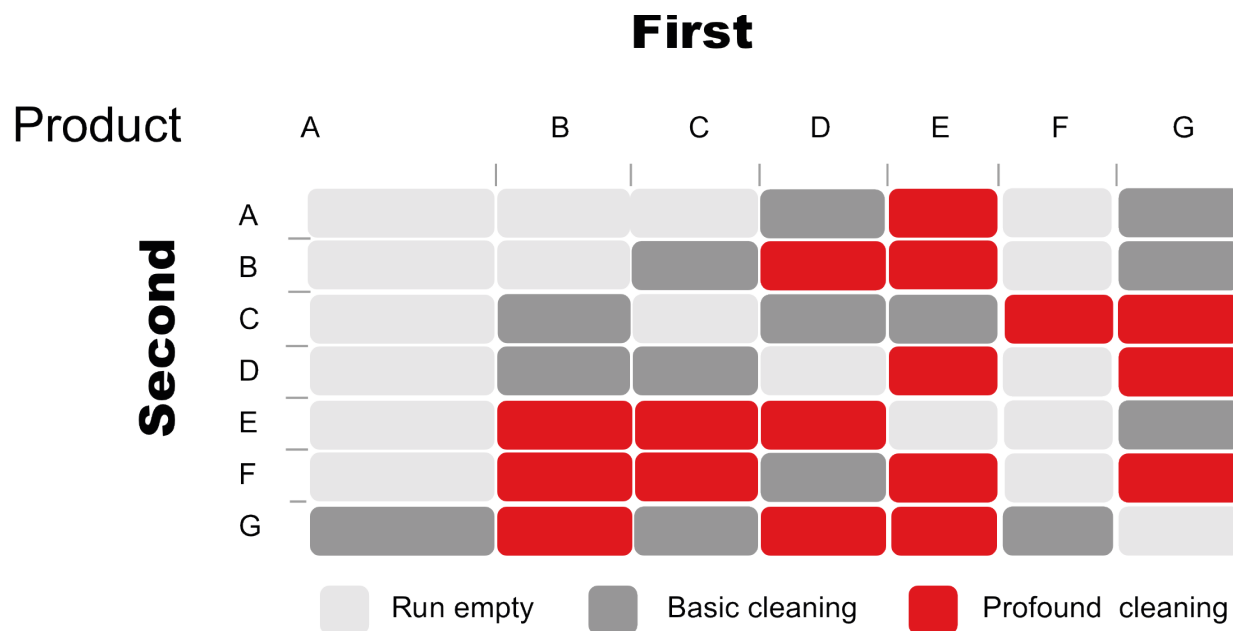 First
Product A B C D E F G
Second
A
B
C
D
E
F
G
Run empty Basic cleaning Profound cleaning